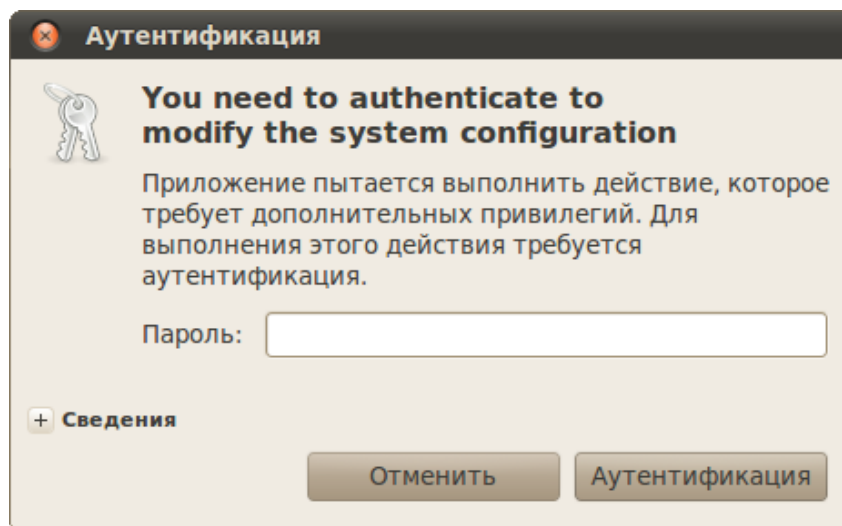 Аутентификация
You need to authenticate to
modify the system configuration
Приложение пытается выполнить действие, которое
требует дополнительных привилегий. Для
выполнения этого действия требуется
аутентификация.
Пароль:
+ Сведения
Отменить
Аутентификация